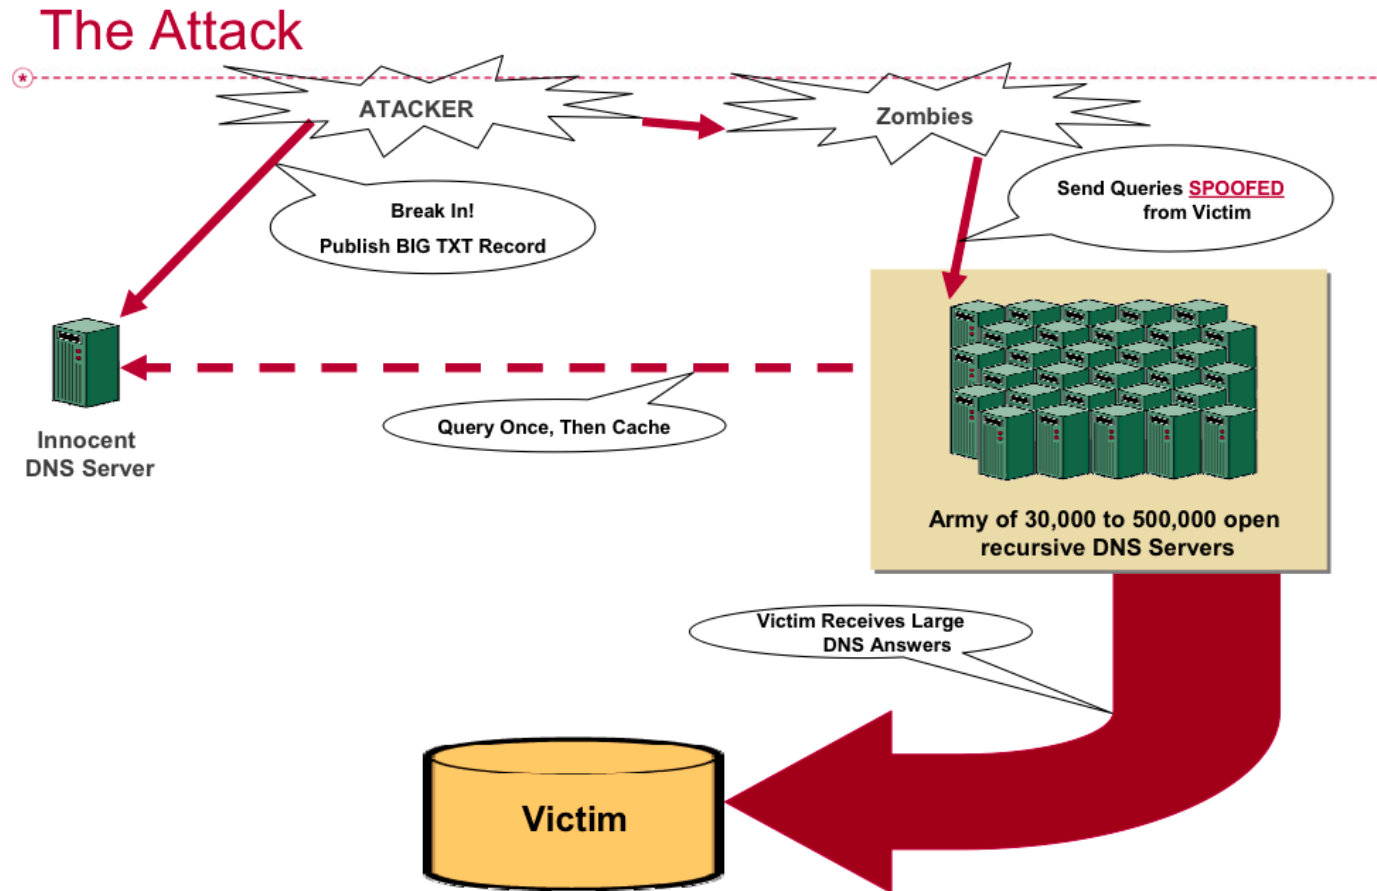 The Attack
ATACKER
Zombies
Send Queries SPOOFED
from Victim
Break In!
Publish BIG TXT Record
Query Once, Then Cache
Innocent
DNS Server
Army of 30,000 to 500,000 open
recursive DNS Servers
Victim Receives Large
DNS Answers
Victim